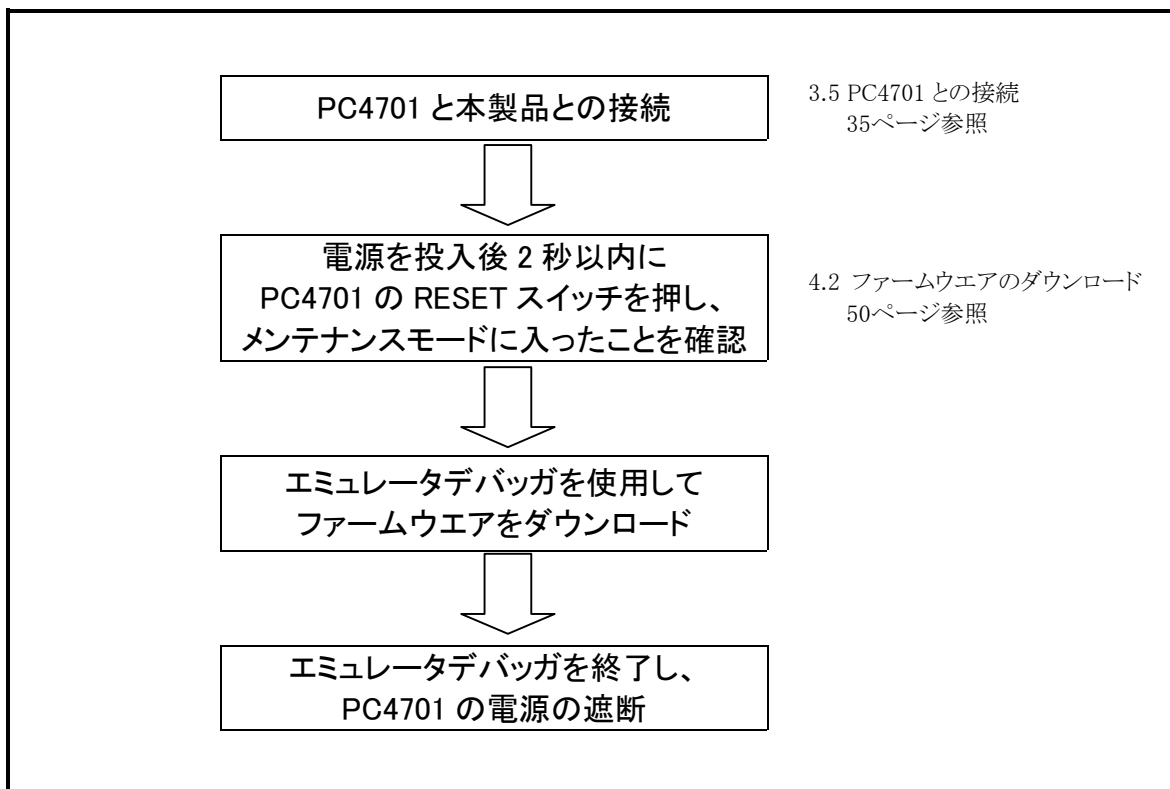 PC4701 と本製品との接続
3.5 PC4701 との接続
35ページ参照
電源を投入後 2 秒以内に
PC4701 の RESET スイッチを押し、
メンテナンスモードに入ったことを確認
4.2 ファームウエアのダウンロード
50ページ参照
エミュレータデバッガを使用して
ファームウエアをダウンロード
エミュレータデバッガを終了し、
PC4701 の電源の遮断